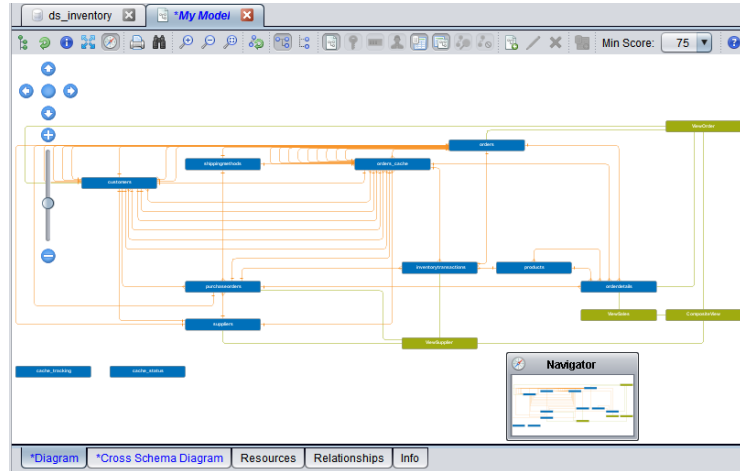 ds_inventory
*My Model
Min Score: 75
ViewOrder
orders
shippingmethods
orders_cache
customers
inventorytransactions
products
purchaseorders
orderdetails
suppliers
ViewSales
CompositeView
ViewSupplier
cache_tracking
cache_status
Navigator
*Diagram
*Cross Schema Diagram
Resources
Relationships
Info